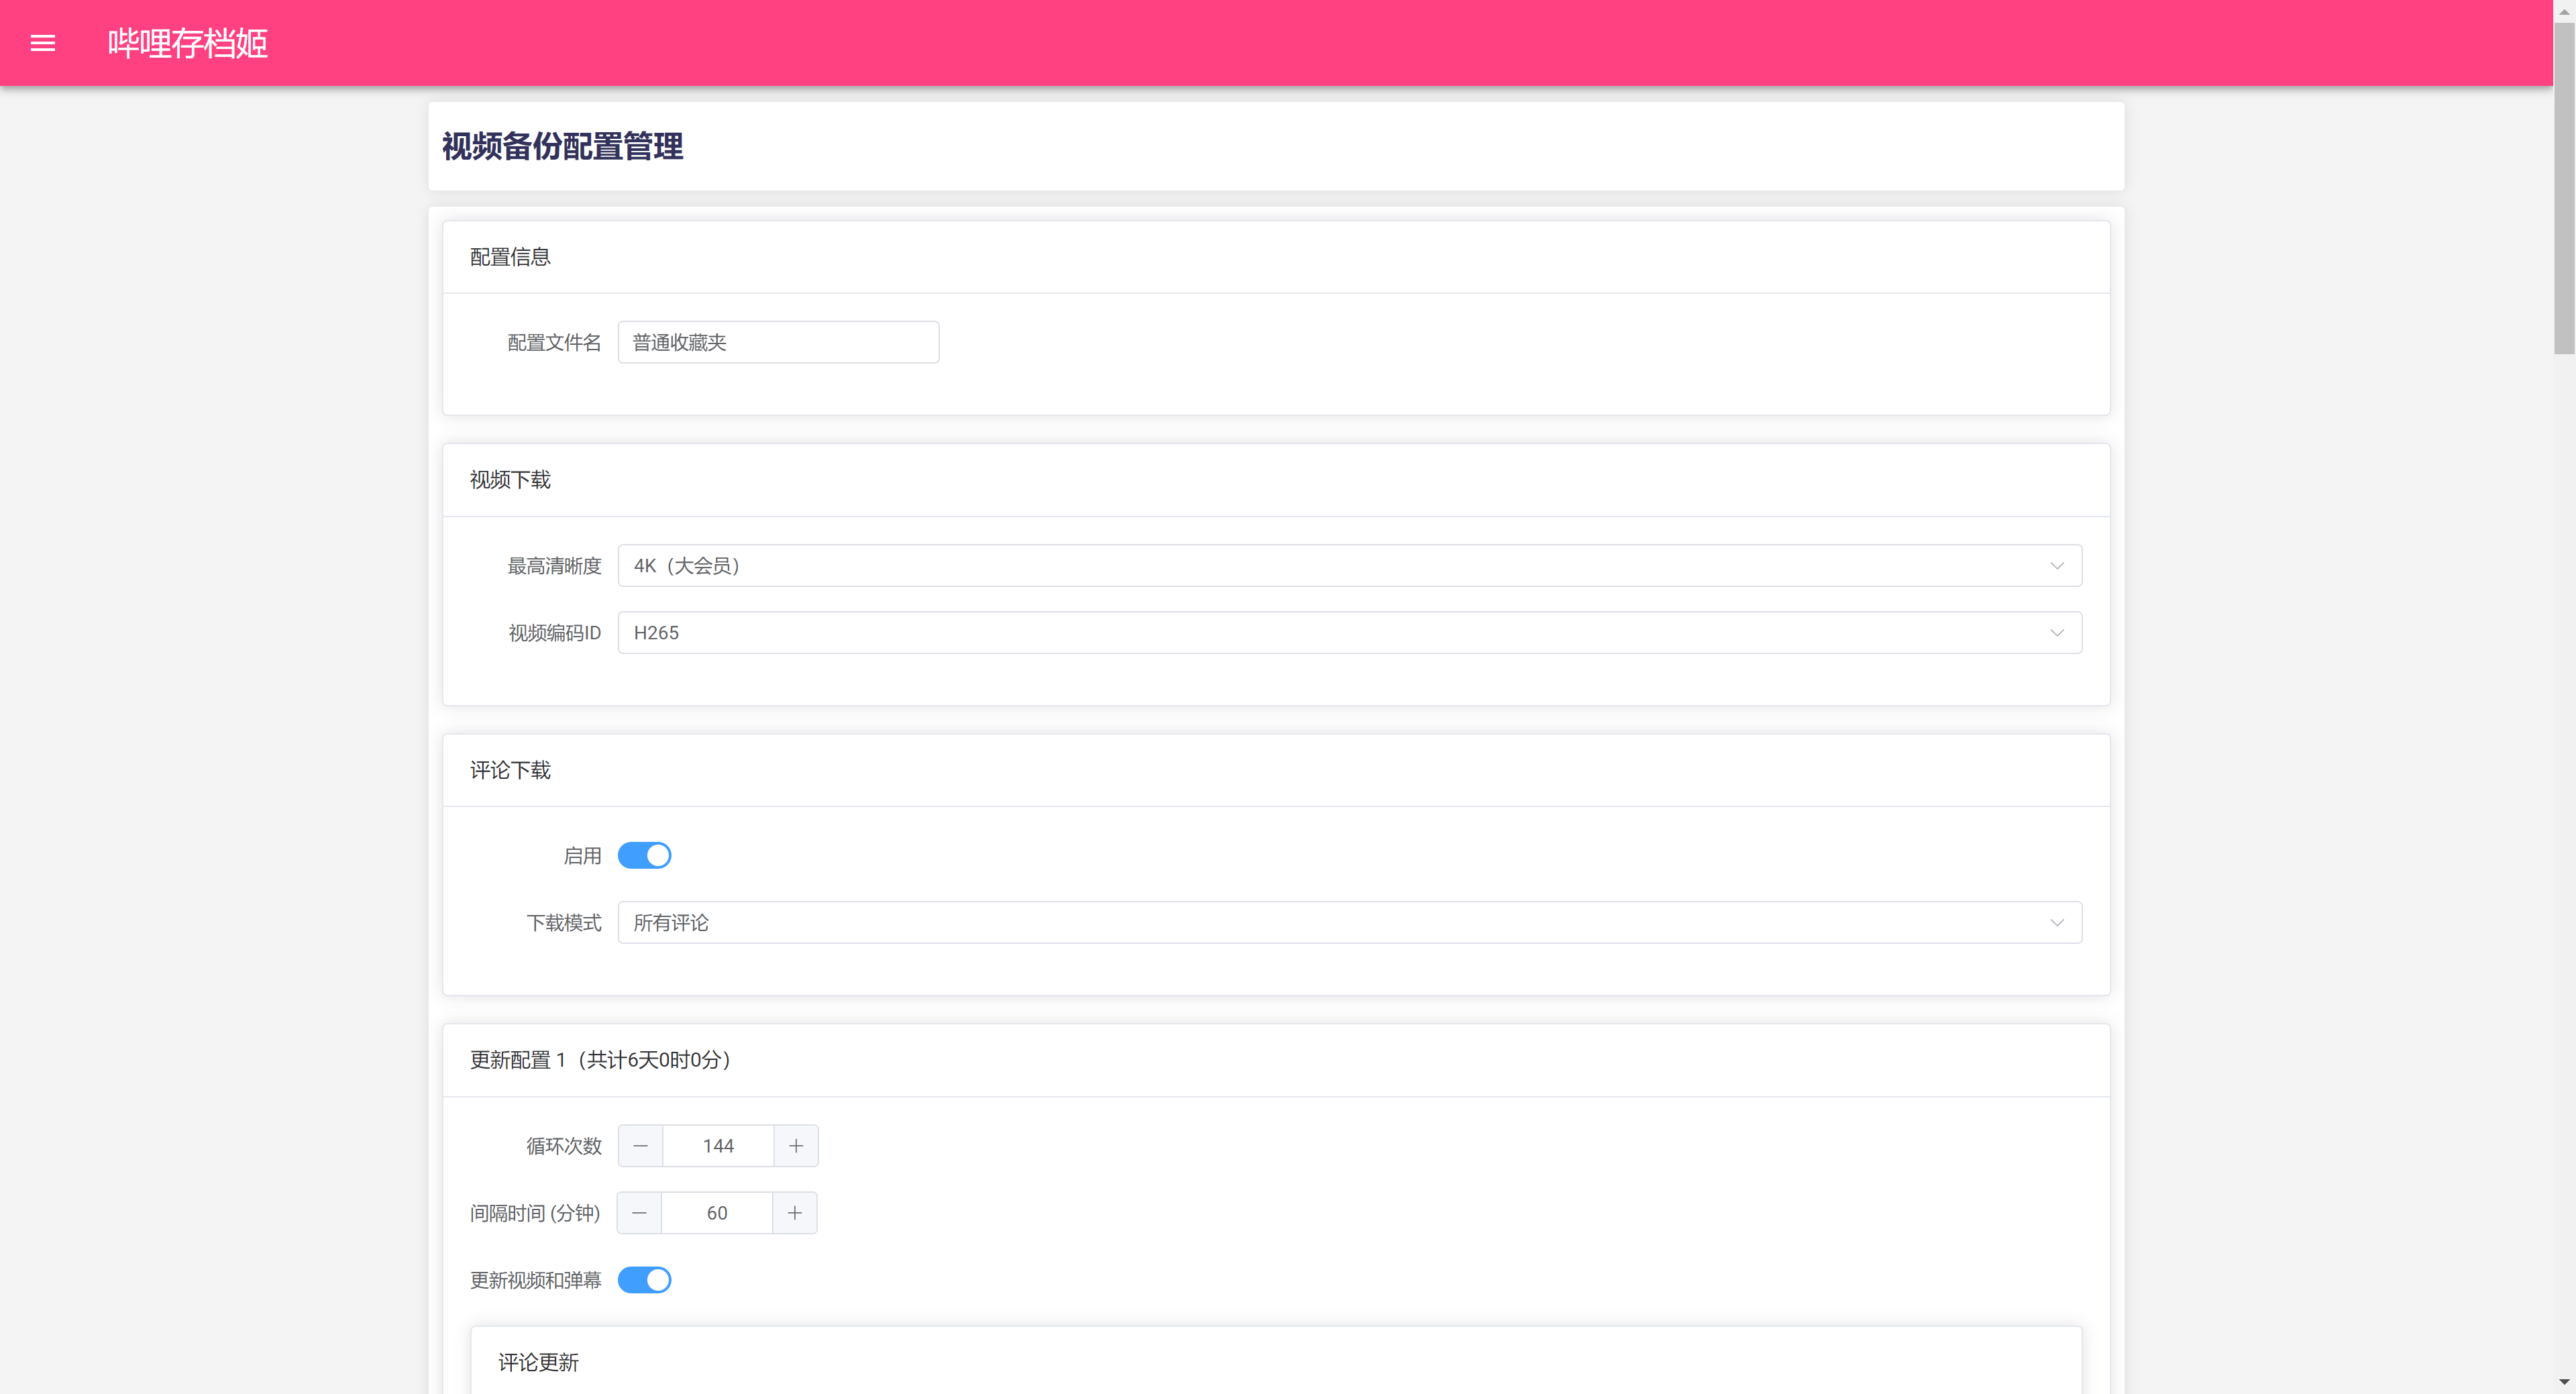 哔哩存档姬
视频备份配置管理
配置信息
配置文件名 普通收藏夹
视频下载
最高清晰度 4K（大会员）
视频编码ID H265
评论下载
启用
下载模式 所有评论
更新配置 1（共计6天0时0分）
循环次数 144
间隔时间 (分钟) 60
更新视频和弹幕
评论更新